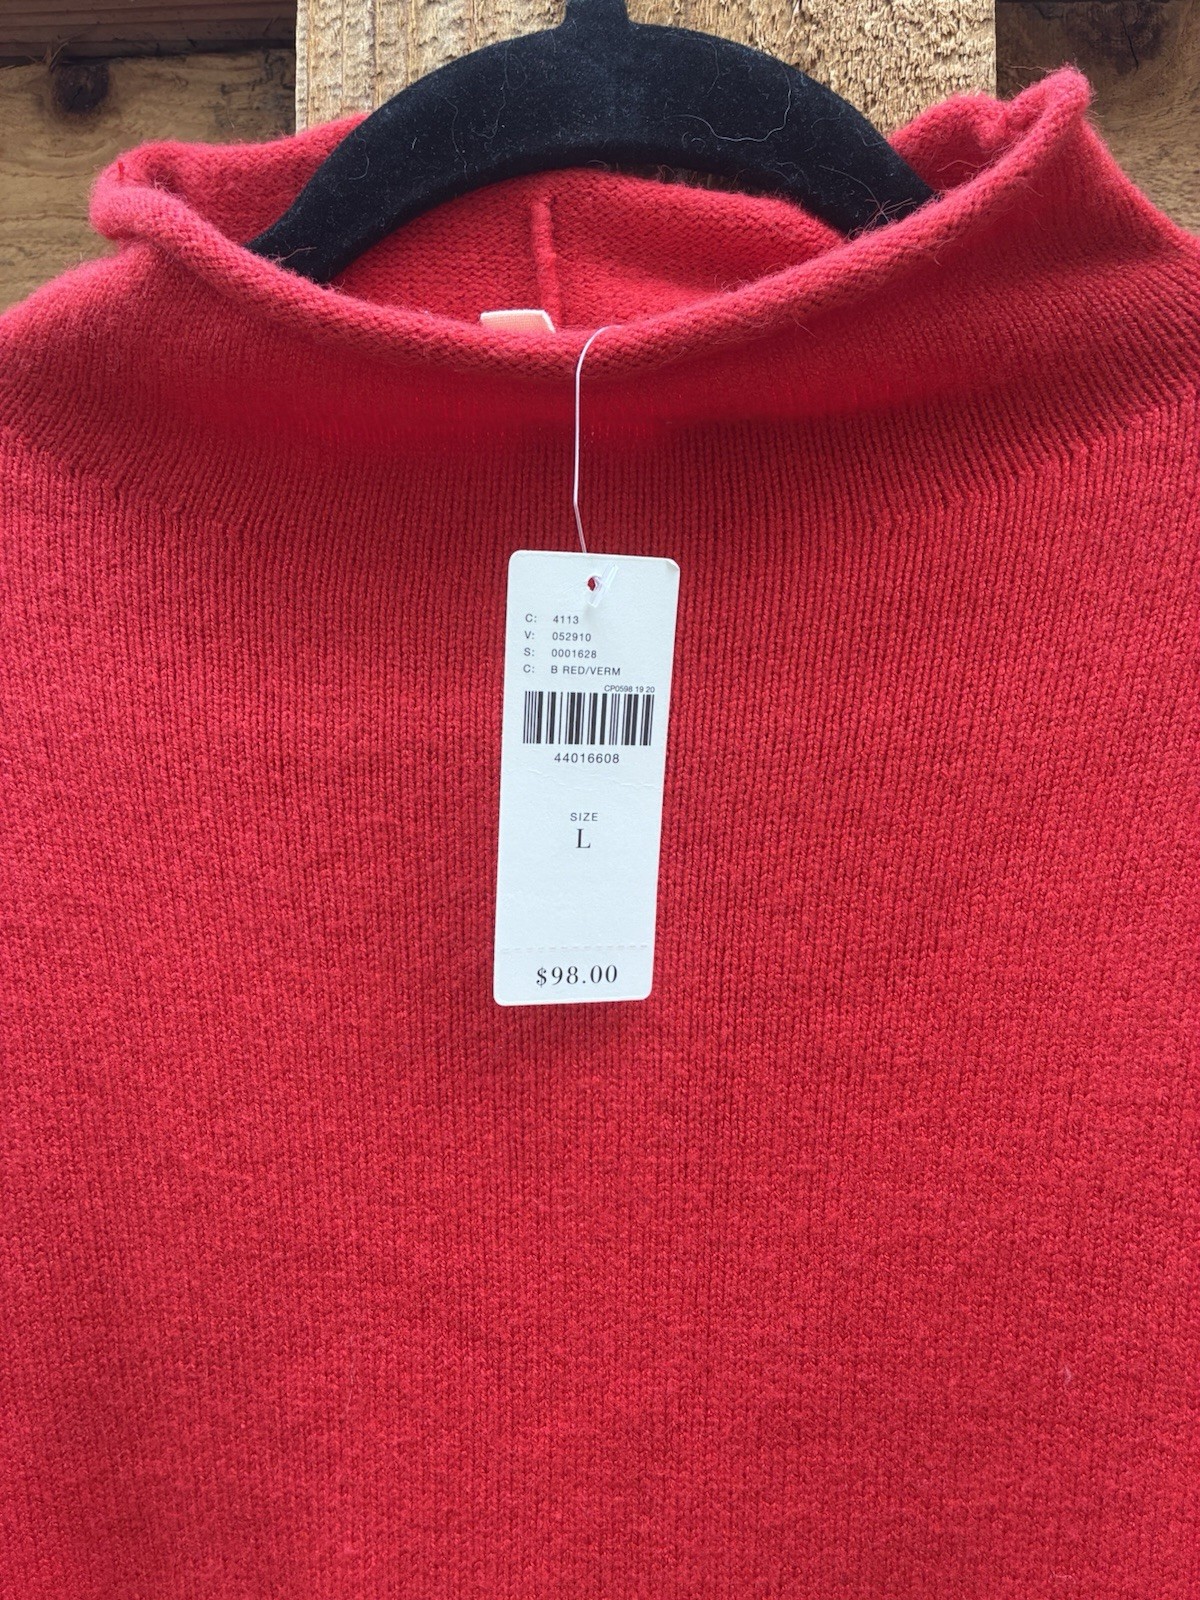 C: 4113
V: 052910
S: 0001628
C: B RED/VERM
CP0598 19 20
44016608
SIZE
L
$98.00